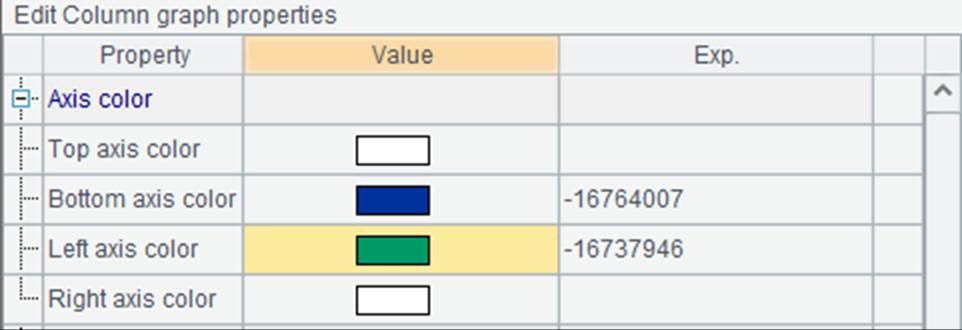 Edit Column graph properties
Property Value Exp.
Axis color
Top axis color
Bottom axis color -16764007
Left axis color -16737946
Right axis color